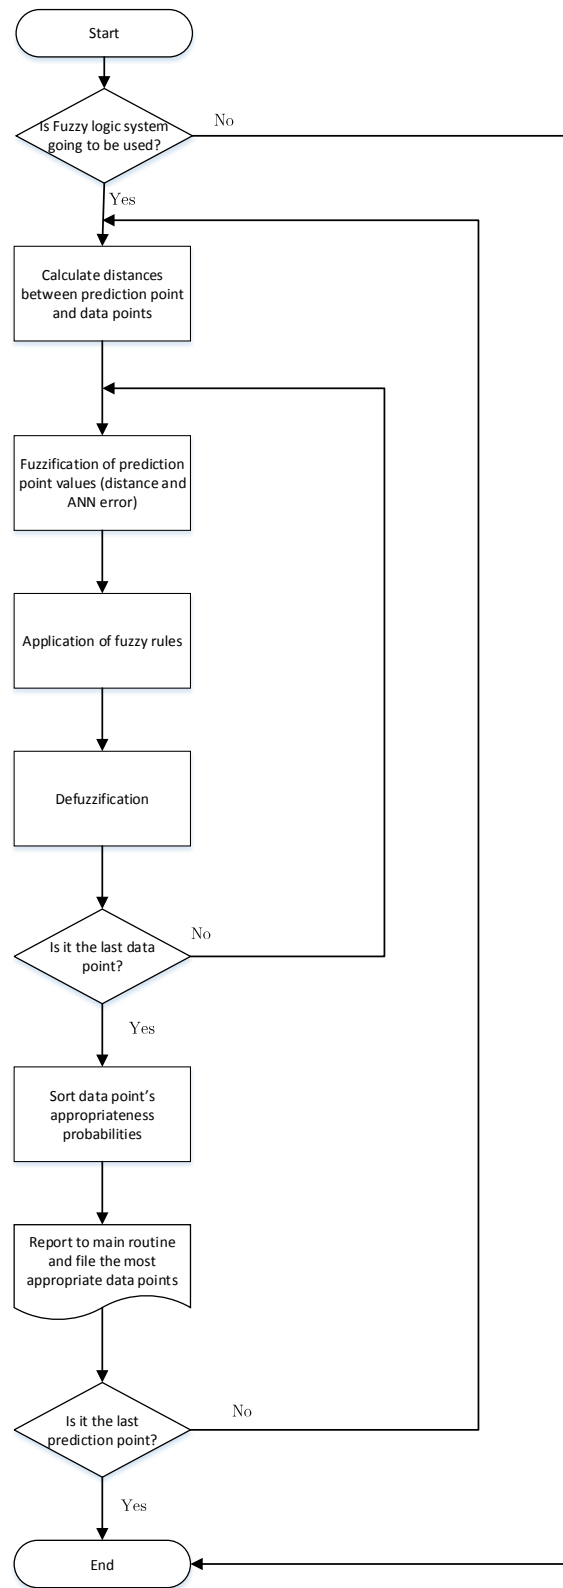 Start
Is Fuzzy logic system
going to be used?
No
Yes
Calculate distances
between prediction point
and data points
Fuzzification of prediction
point values (distance and
ANN error)
Application of fuzzy rules
Defuzzification
No
Is it the last data
point?
Yes
Sort data point's
appropriateness
probabilities
Report to main routine
and file the most
appropriate data points
No
Is it the last
prediction point?
Yes
End